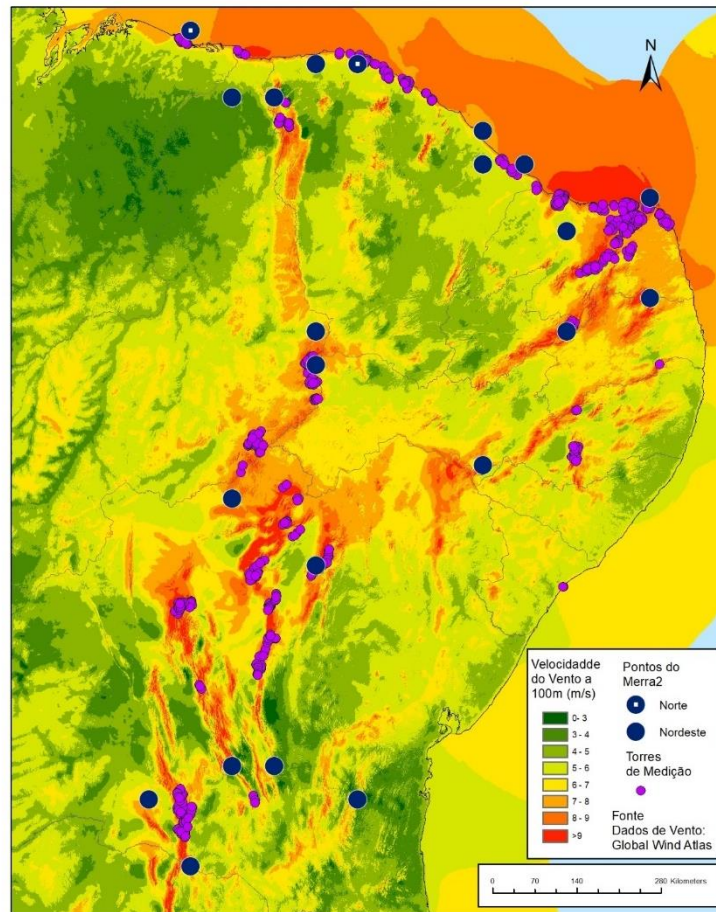 N
Velocidadde
do Vento a
100m (m/s)
0- 3
3 - 4
4 - 5
5 - 6
6 - 7
7 - 8
8 - 9
>9
Pontos do
Merra2
Norte
Nordeste
Torres
de Medição
Fonte
Dados de Vento:
Global Wind Atlas
0 70 140 280 Kilometers